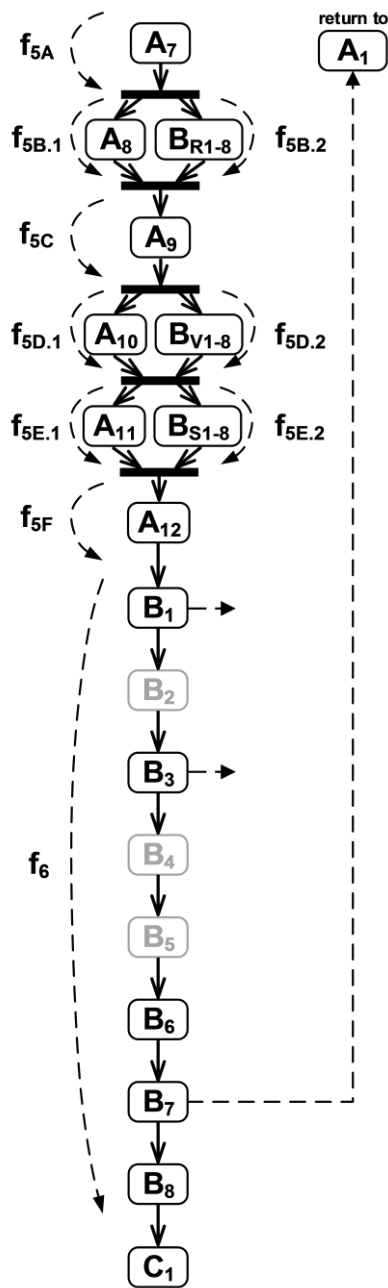 return to
f5A A7 A1
f5B.1 A8 BR1-8 f5B.2
f5C A9
f5D.1 A10 BV1-8 f5D.2
f5E.1 A11 BS1-8 f5E.2
f5F A12
B1
B2
B3
B4
f6
B5
B6
B7
B8
C1